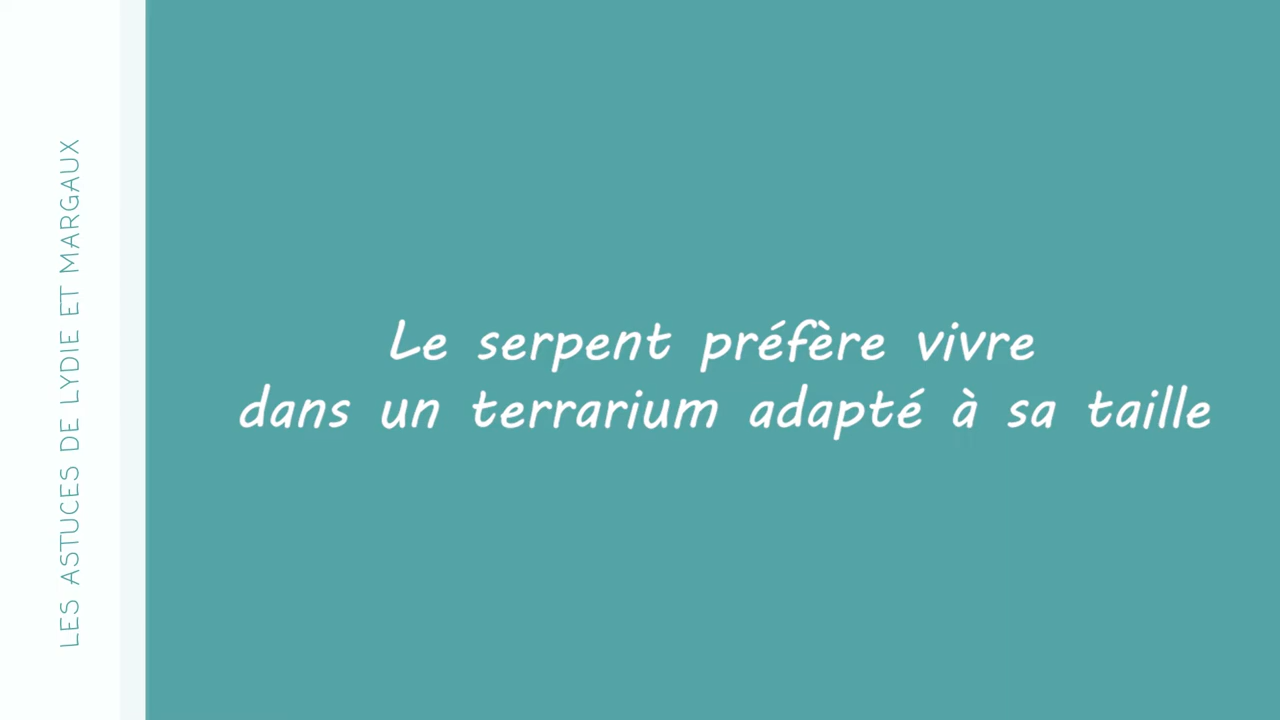 LES ASTUCES DE LYDIE ET MARGAUX
Le serpent préfère vivre
dans un terrarium adapté à sa taille